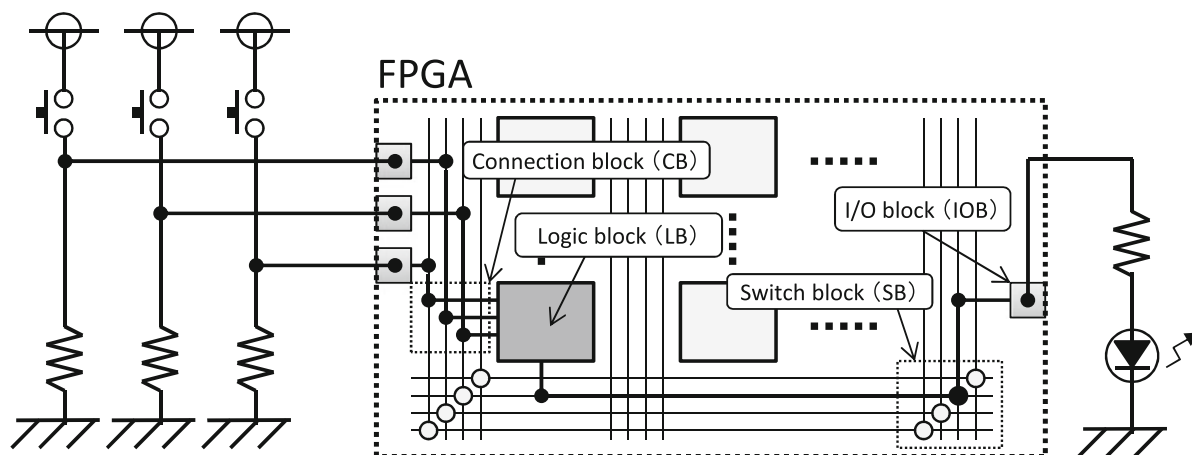 FPGA
Connection block（CB）
Logic block（LB）
I/O block（IOB）
Switch block（SB）